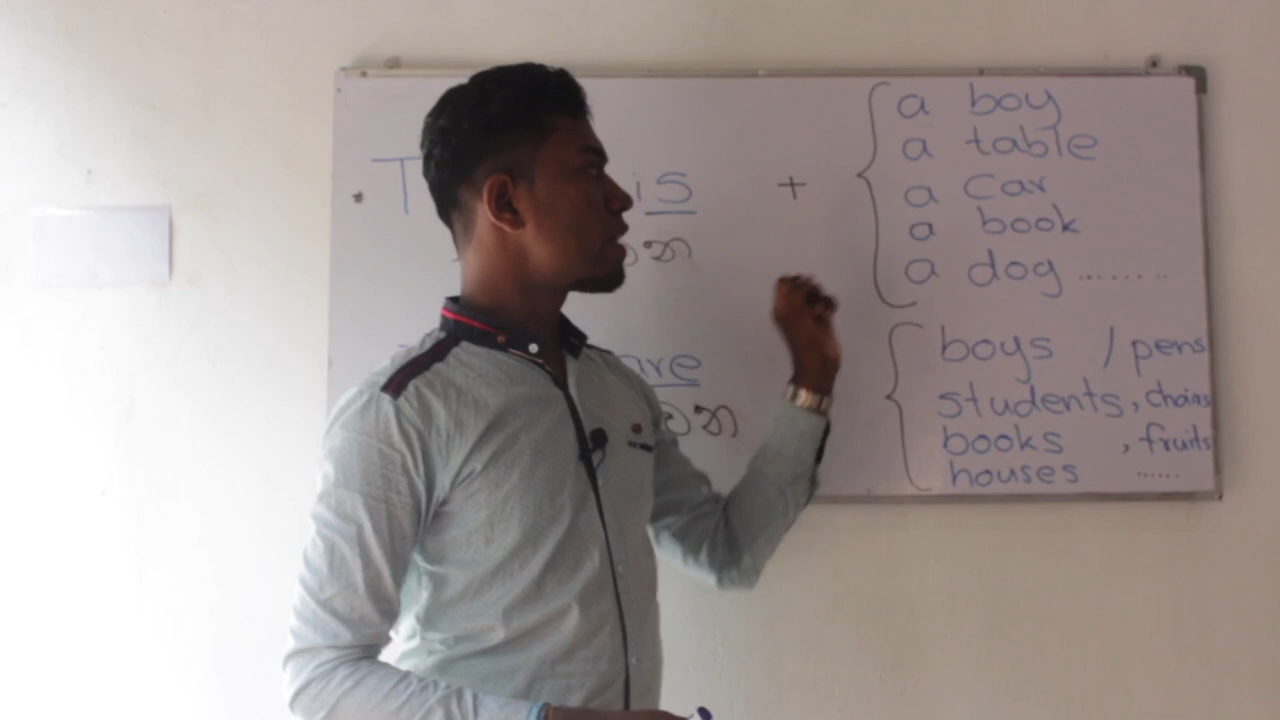 T is + a boy
a table
a car
a book
a dog ........
are boys / pens
students, chairs
books , fruits
houses ......